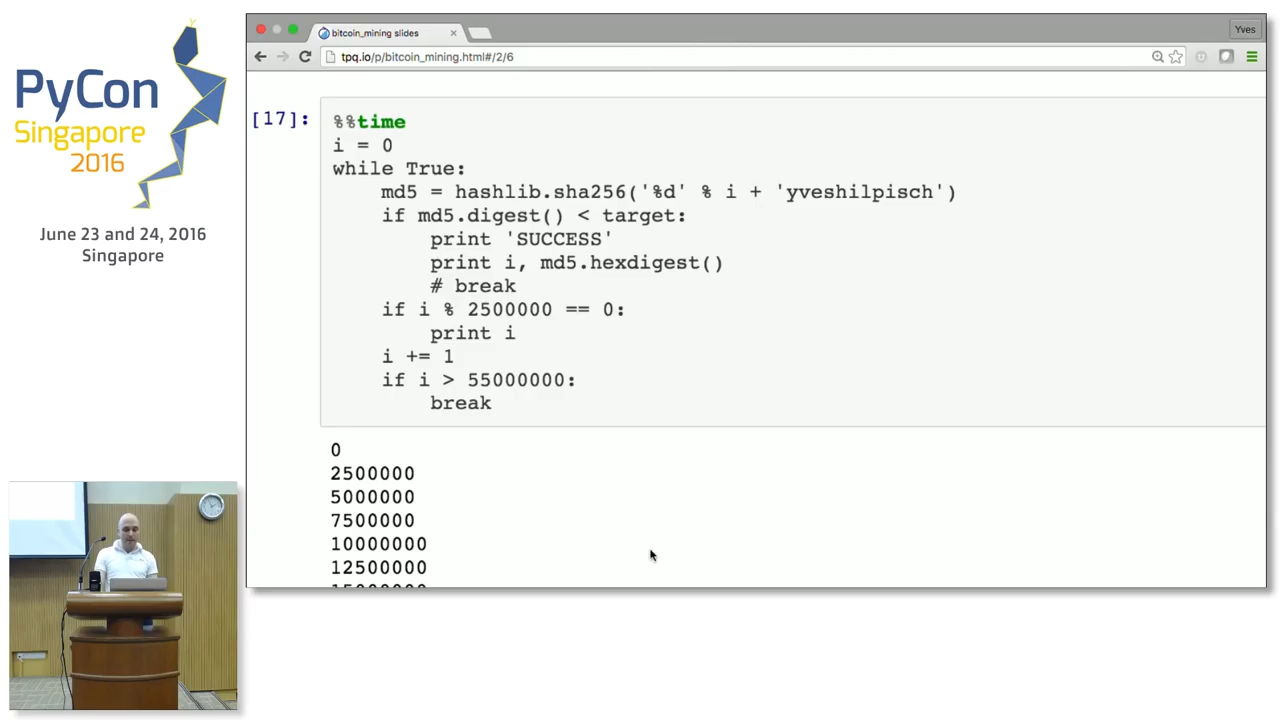 PyCon
Singapore
2016
June 23 and 24, 2016
Singapore
bitcoin_mining slides
Yves
tpq.io/p/bitcoin_mining.html#/2/6
[17]:
%%time
i = 0
while True:
md5 = hashlib.sha256('%d' % i + 'yveshilpisch')
if md5.digest() < target:
print 'SUCCESS'
print i, md5.hexdigest()
# break
if i % 2500000 == 0:
print i
i += 1
if i > 55000000:
break
0
2500000
5000000
7500000
10000000
12500000